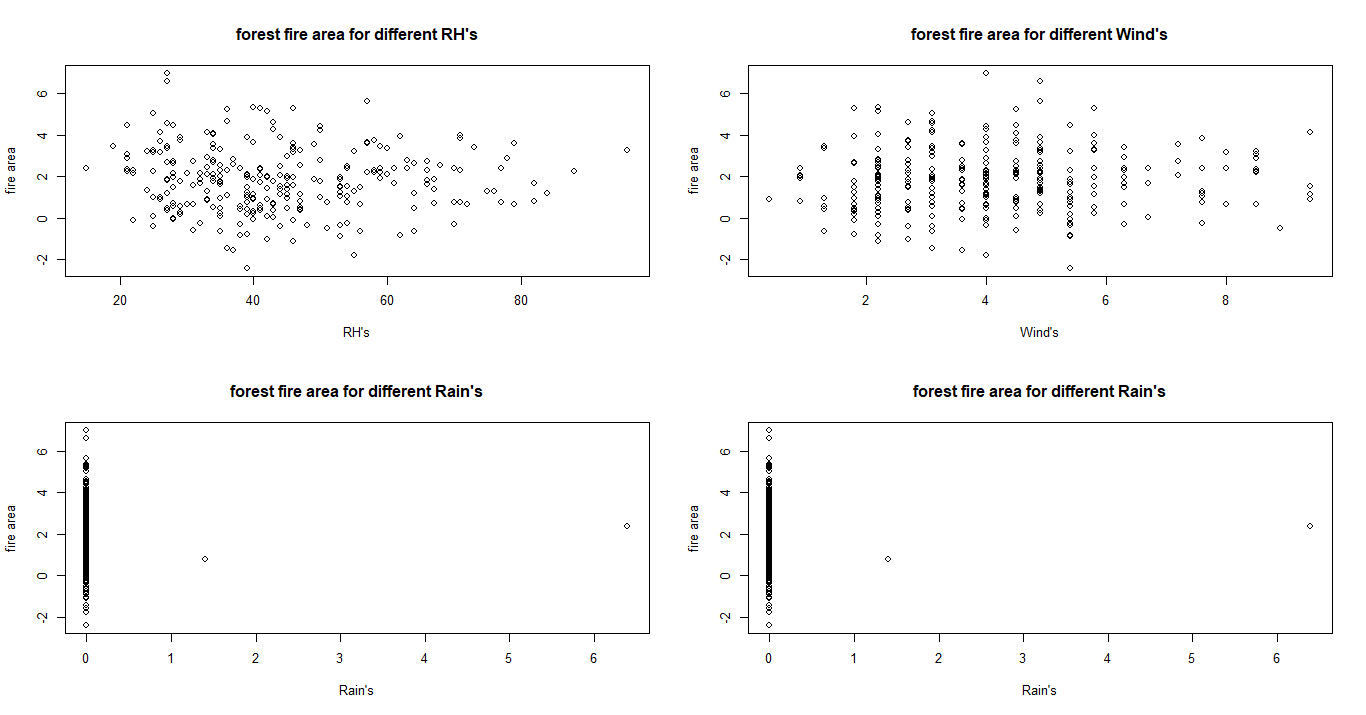 forest fire area for different RH's
fire area
6
4
2
0
-2
20 40 60 80
RH's
forest fire area for different Wind's
fire area
6
4
2
0
-2
2 4 6 8
Wind's
forest fire area for different Rain's
fire area
6
4
2
0
-2
0 1 2 3 4 5 6
Rain's
forest fire area for different Rain's
fire area
6
4
2
0
-2
0 1 2 3 4 5 6
Rain's